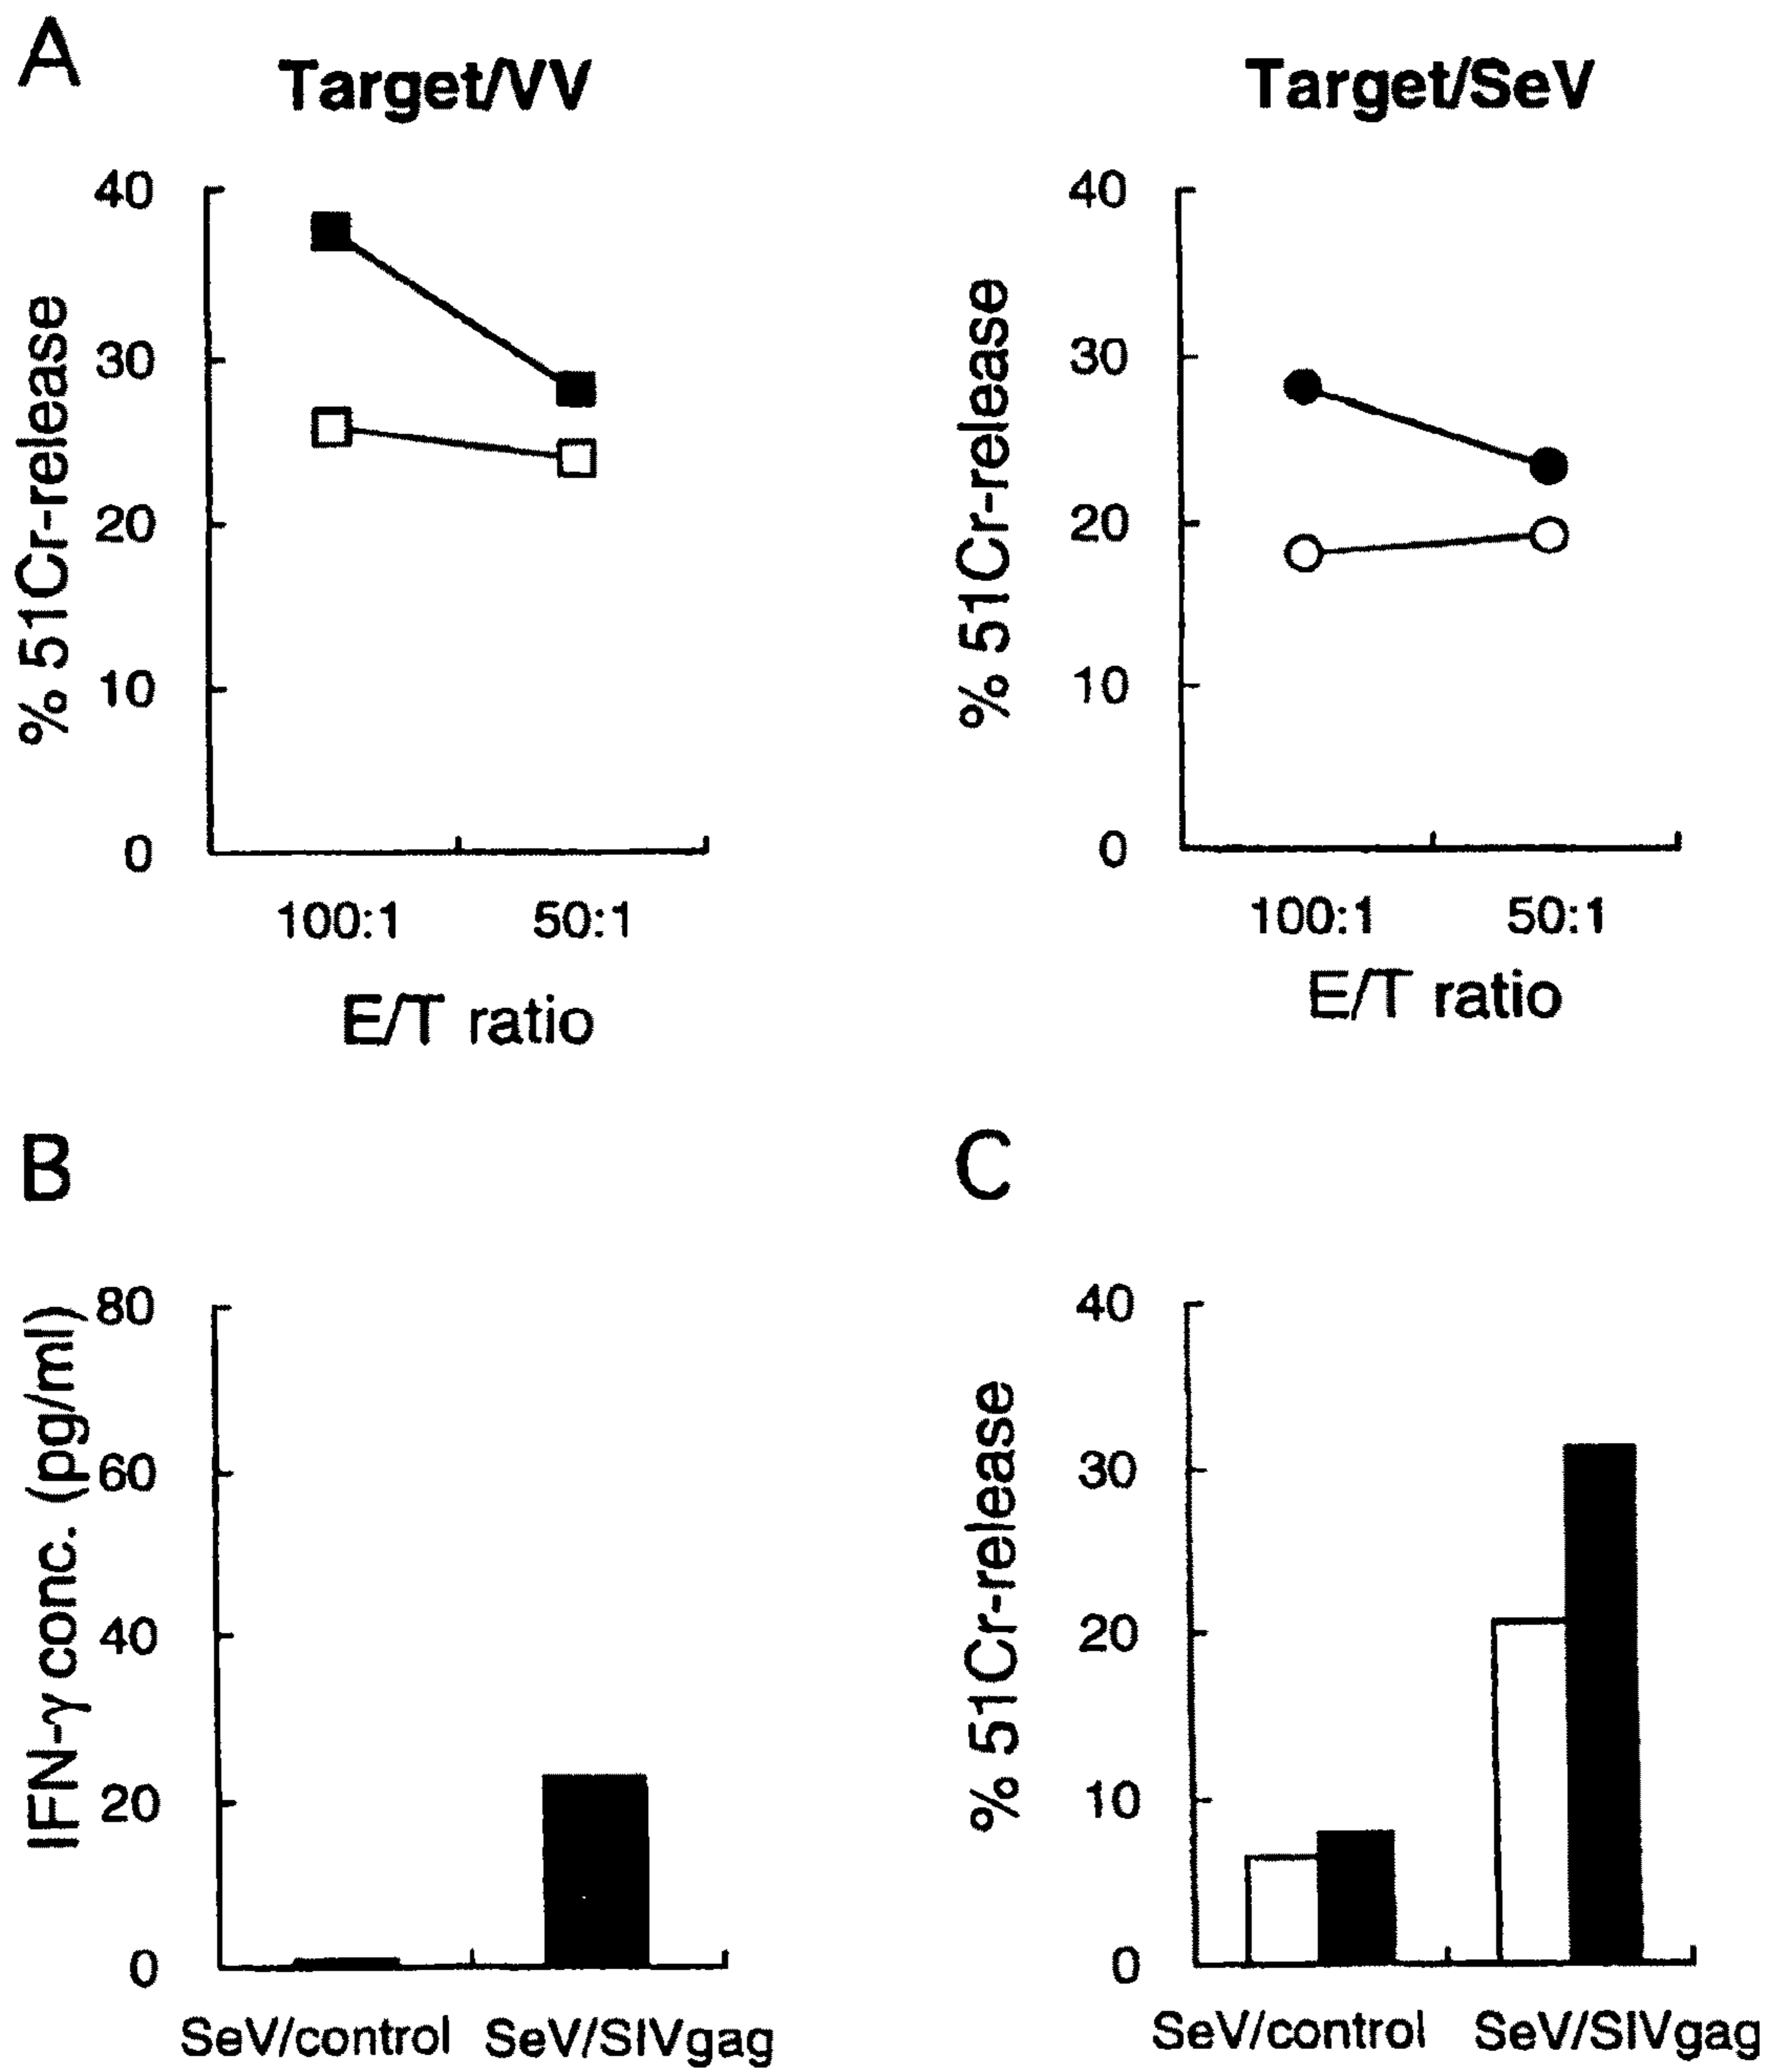 A
Target/VV
% 51Cr-release
40
30
20
10
0
100:1 50:1
E/T ratio
Target/SeV
% 51Cr-release
40
30
20
10
0
100:1 50:1
E/T ratio
B
IFN-γ conc. (pg/ml)
80
60
40
20
0
SeV/control SeV/SIVgag
C
% 51Cr-release
40
30
20
10
0
SeV/control SeV/SIVgag